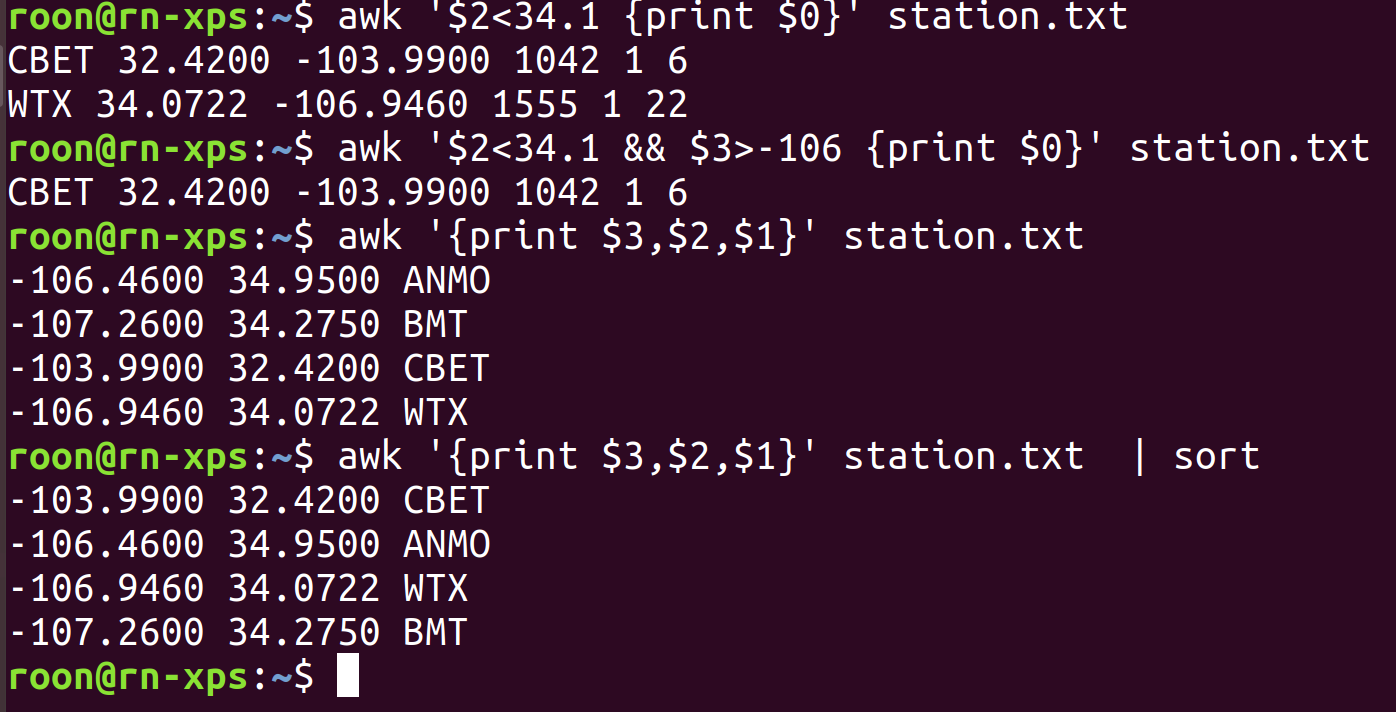 roon@rn-xps:~$ awk '$2<34.1 {print $0}' station.txt
CBET 32.4200 -103.9900 1042 1 6
WTX 34.0722 -106.9460 1555 1 22
roon@rn-xps:~$ awk '$2<34.1 && $3>-106 {print $0}' station.txt
CBET 32.4200 -103.9900 1042 1 6
roon@rn-xps:~$ awk '{print $3,$2,$1}' station.txt
-106.4600 34.9500 ANMO
-107.2600 34.2750 BMT
-103.9900 32.4200 CBET
-106.9460 34.0722 WTX
roon@rn-xps:~$ awk '{print $3,$2,$1}' station.txt  | sort
-103.9900 32.4200 CBET
-106.4600 34.9500 ANMO
-106.9460 34.0722 WTX
-107.2600 34.2750 BMT
roon@rn-xps:~$